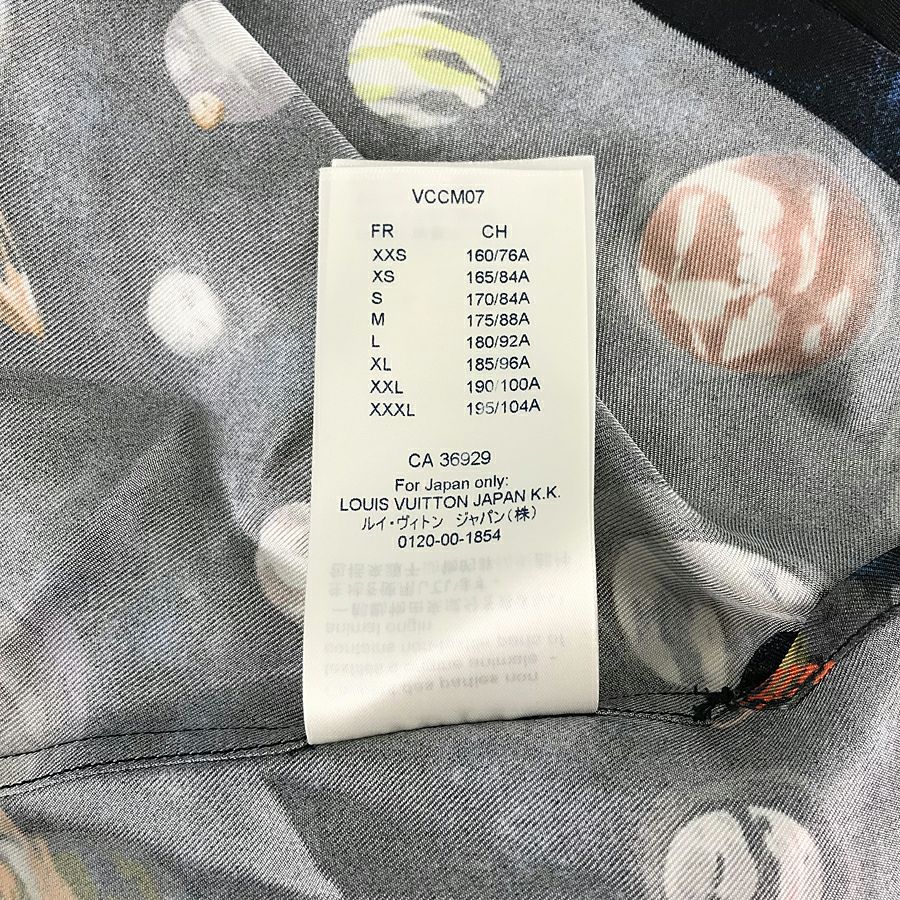 VCCM07
FR CH
XXS 160/76A
XS 165/84A
S 170/84A
M 175/88A
L 180/92A
XL 185/96A
XXL 190/100A
XXXL 195/104A
CA 36929
For Japan only:
LOUIS VUITTON JAPAN K.K.
ルイ・ヴィトン ジャパン(株)
0120-00-1854
animal origin